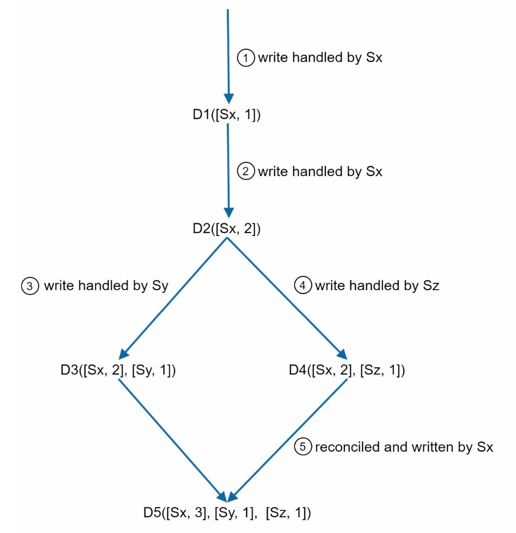 ① write handled by Sx
D1([Sx, 1])
② write handled by Sx
D2([Sx, 2])
③ write handled by Sy
④ write handled by Sz
D3([Sx, 2], [Sy, 1])
D4([Sx, 2], [Sz, 1])
⑤ reconciled and written by Sx
D5([Sx, 3], [Sy, 1], [Sz, 1])